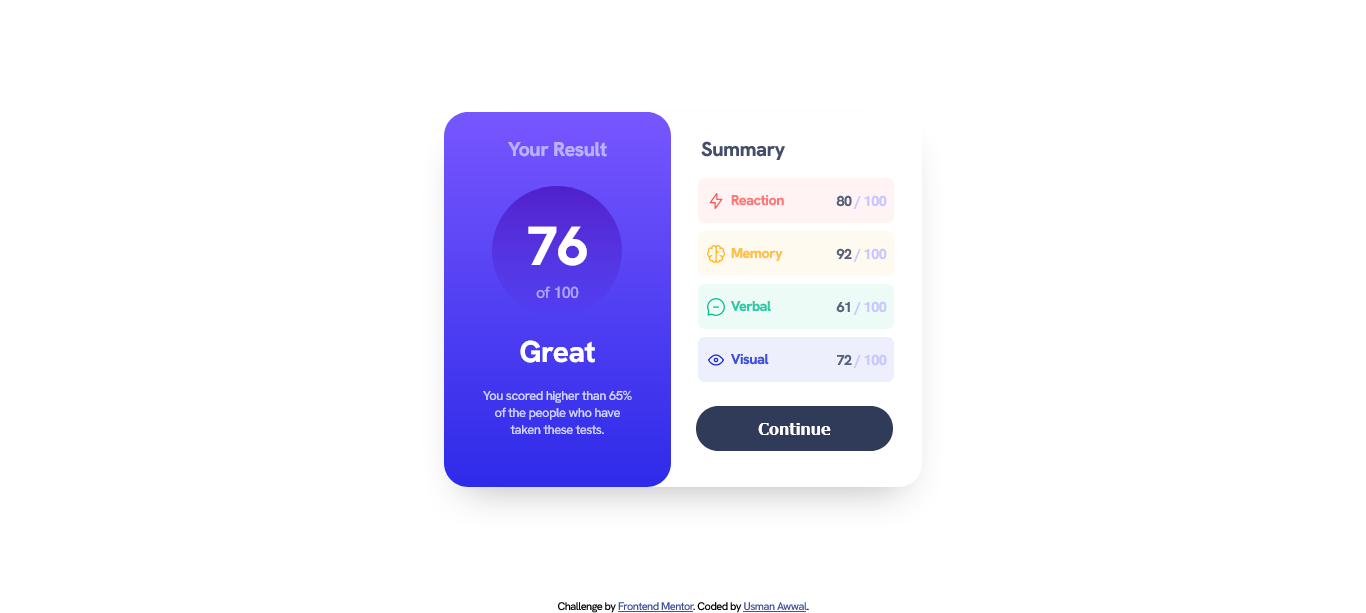 Your Result
76
of 100
Great
You scored higher than 65%
of the people who have
taken these tests.
Summary
Reaction 80 / 100
Memory 92 / 100
Verbal 61 / 100
Visual 72 / 100
Continue
Challenge by Frontend Mentor. Coded by Usman Awwal.